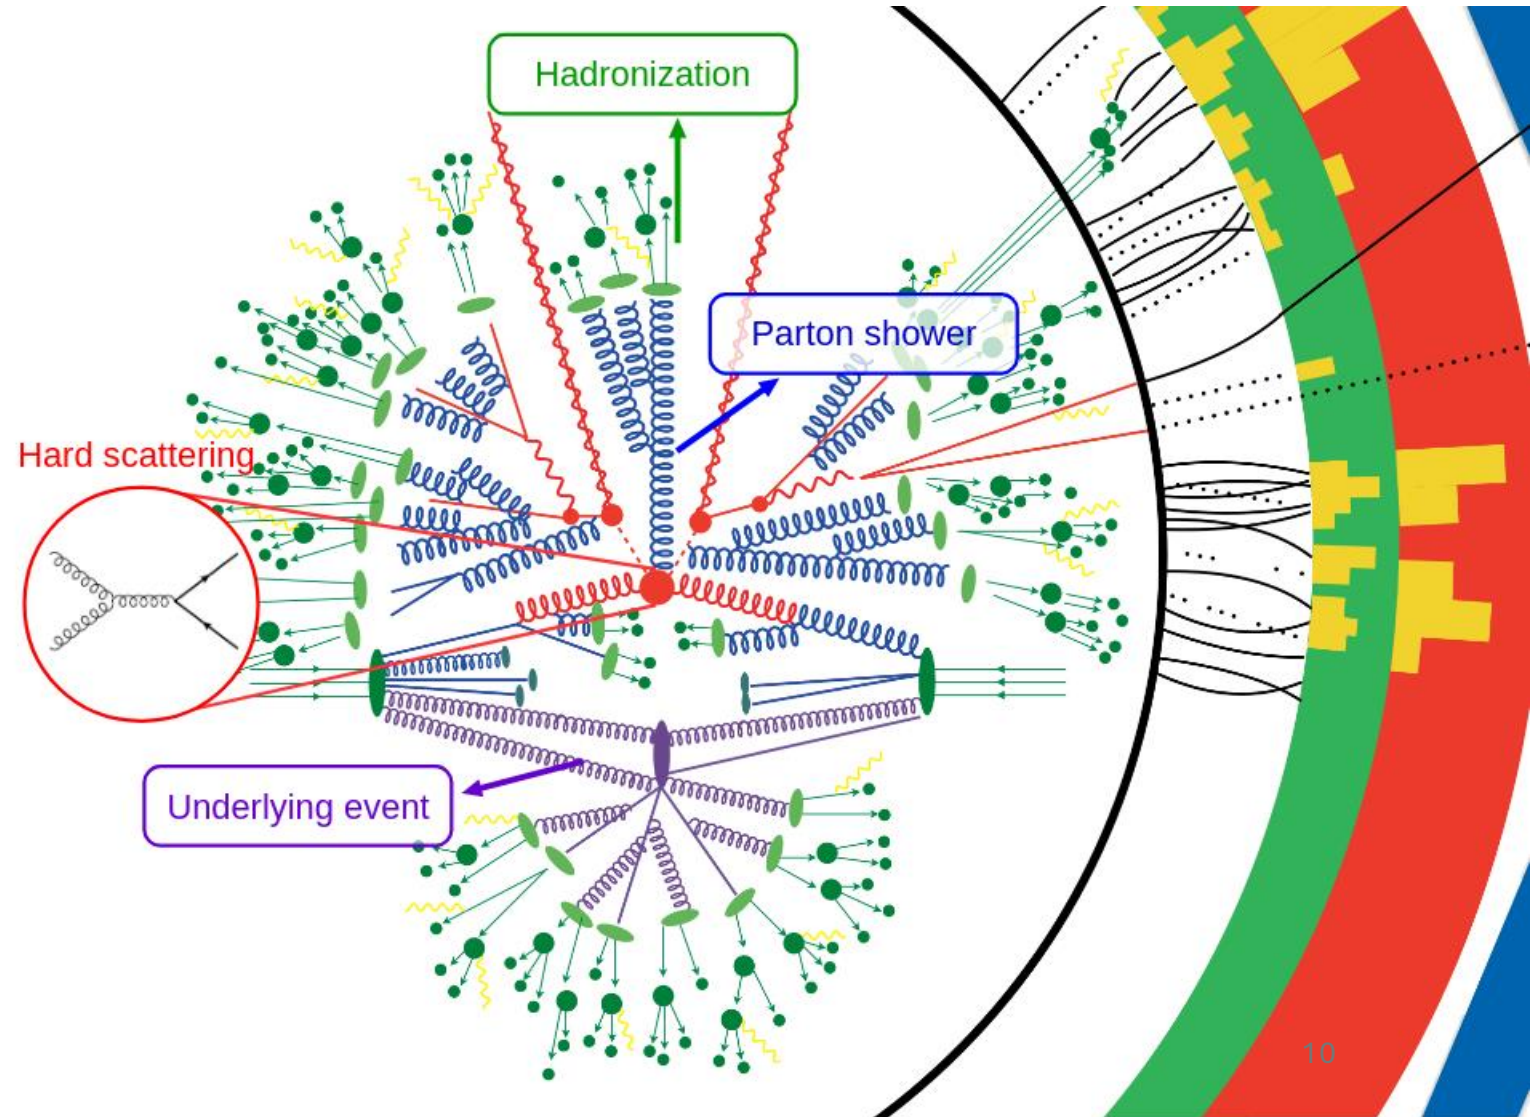 Hadronization
Parton shower
Hard scattering
Underlying event
10